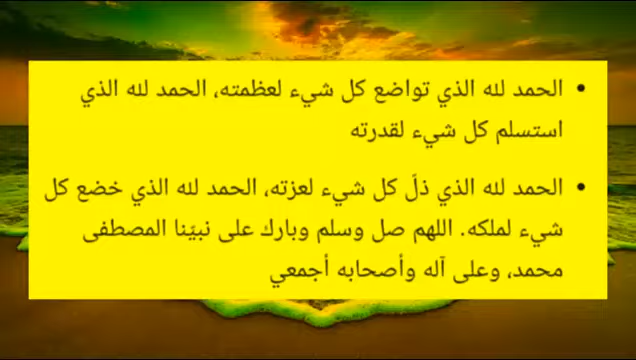 • الحمد لله الذي تواضع كل شيء لعظمته، الحمد لله الذي
استسلم كل شيء لقدرته
• الحمد لله الذي ذلّ كل شيء لعزته، الحمد لله الذي خضع كل
شيء لملكه. اللهم صل وسلم وبارك على نبيّنا المصطفى
محمد، وعلى آله وأصحابه أجمعي